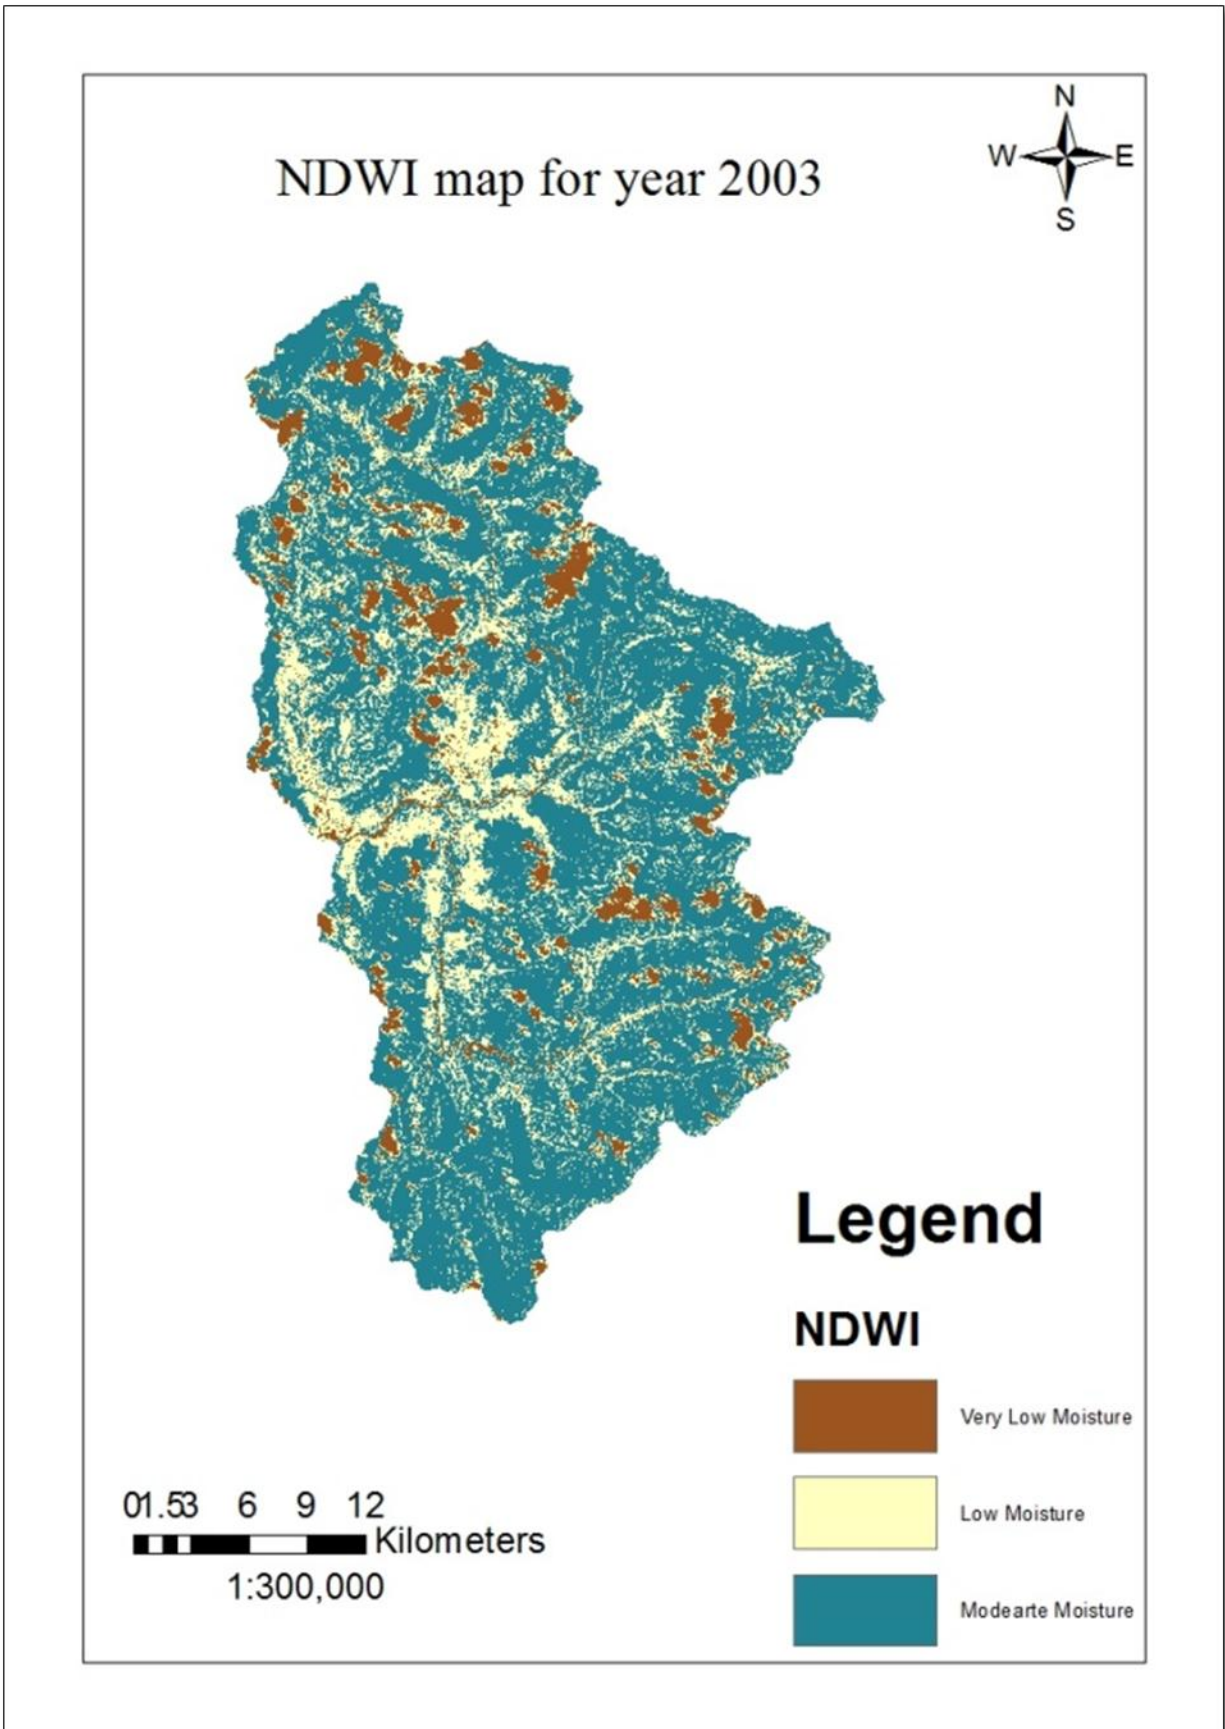 N
W E
S
NDWI map for year 2003
Legend
NDWI
Very Low Moisture
Low Moisture
Modearte Moisture
01.53 6 9 12
Kilometers
1:300,000